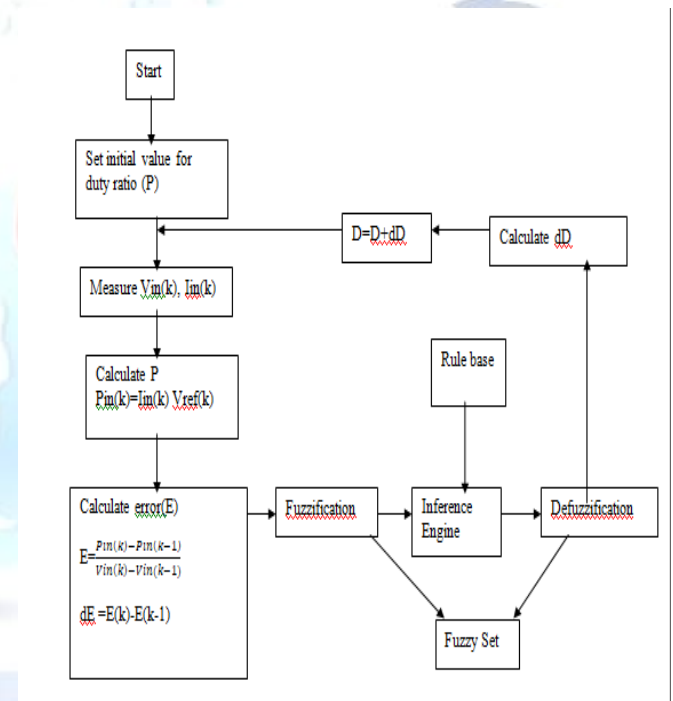 Start
Set initial value for
duty ratio (P)
D=D+dD
Calculate dD
Measure Vin(k), Iin(k)
Calculate P
Pin(k)=Iin(k) Vref(k)
Rule base
Calculate error(E)
E=Pin(k)−Pin(k−1)
Vin(k)−Vin(k−1)
dE =E(k)-E(k-1)
Fuzzification
Inference
Engine
Defuzzification
Fuzzy Set